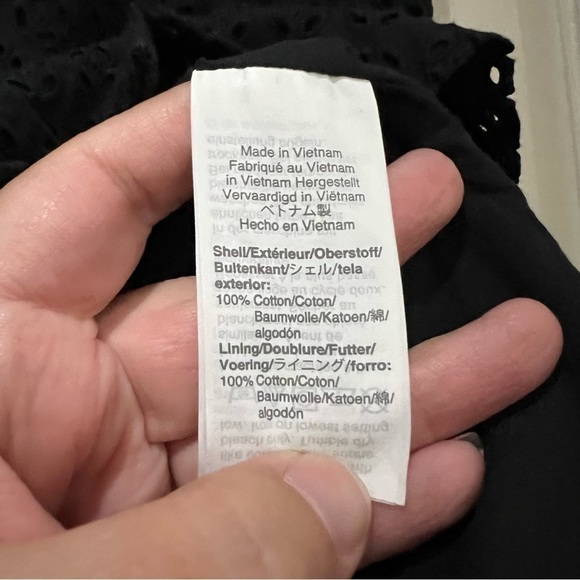 Made in Vietnam
Fabriqué au Vietnam
in Vietnam Hergestellt
Vervaardigd in Viëtnam
ベトナム製
Hecho en Vietnam
Shell/Extérieur/Oberstoff/
Buitenkant/シェル/tela
exterior:
100% Cotton/Coton/
Baumwolle/Katoen/綿/
algodón
Lining/Doublure/Futter/
Voering/ライニング/forro:
100% Cotton/Coton/
Baumwolle/Katoen/綿/
algodón